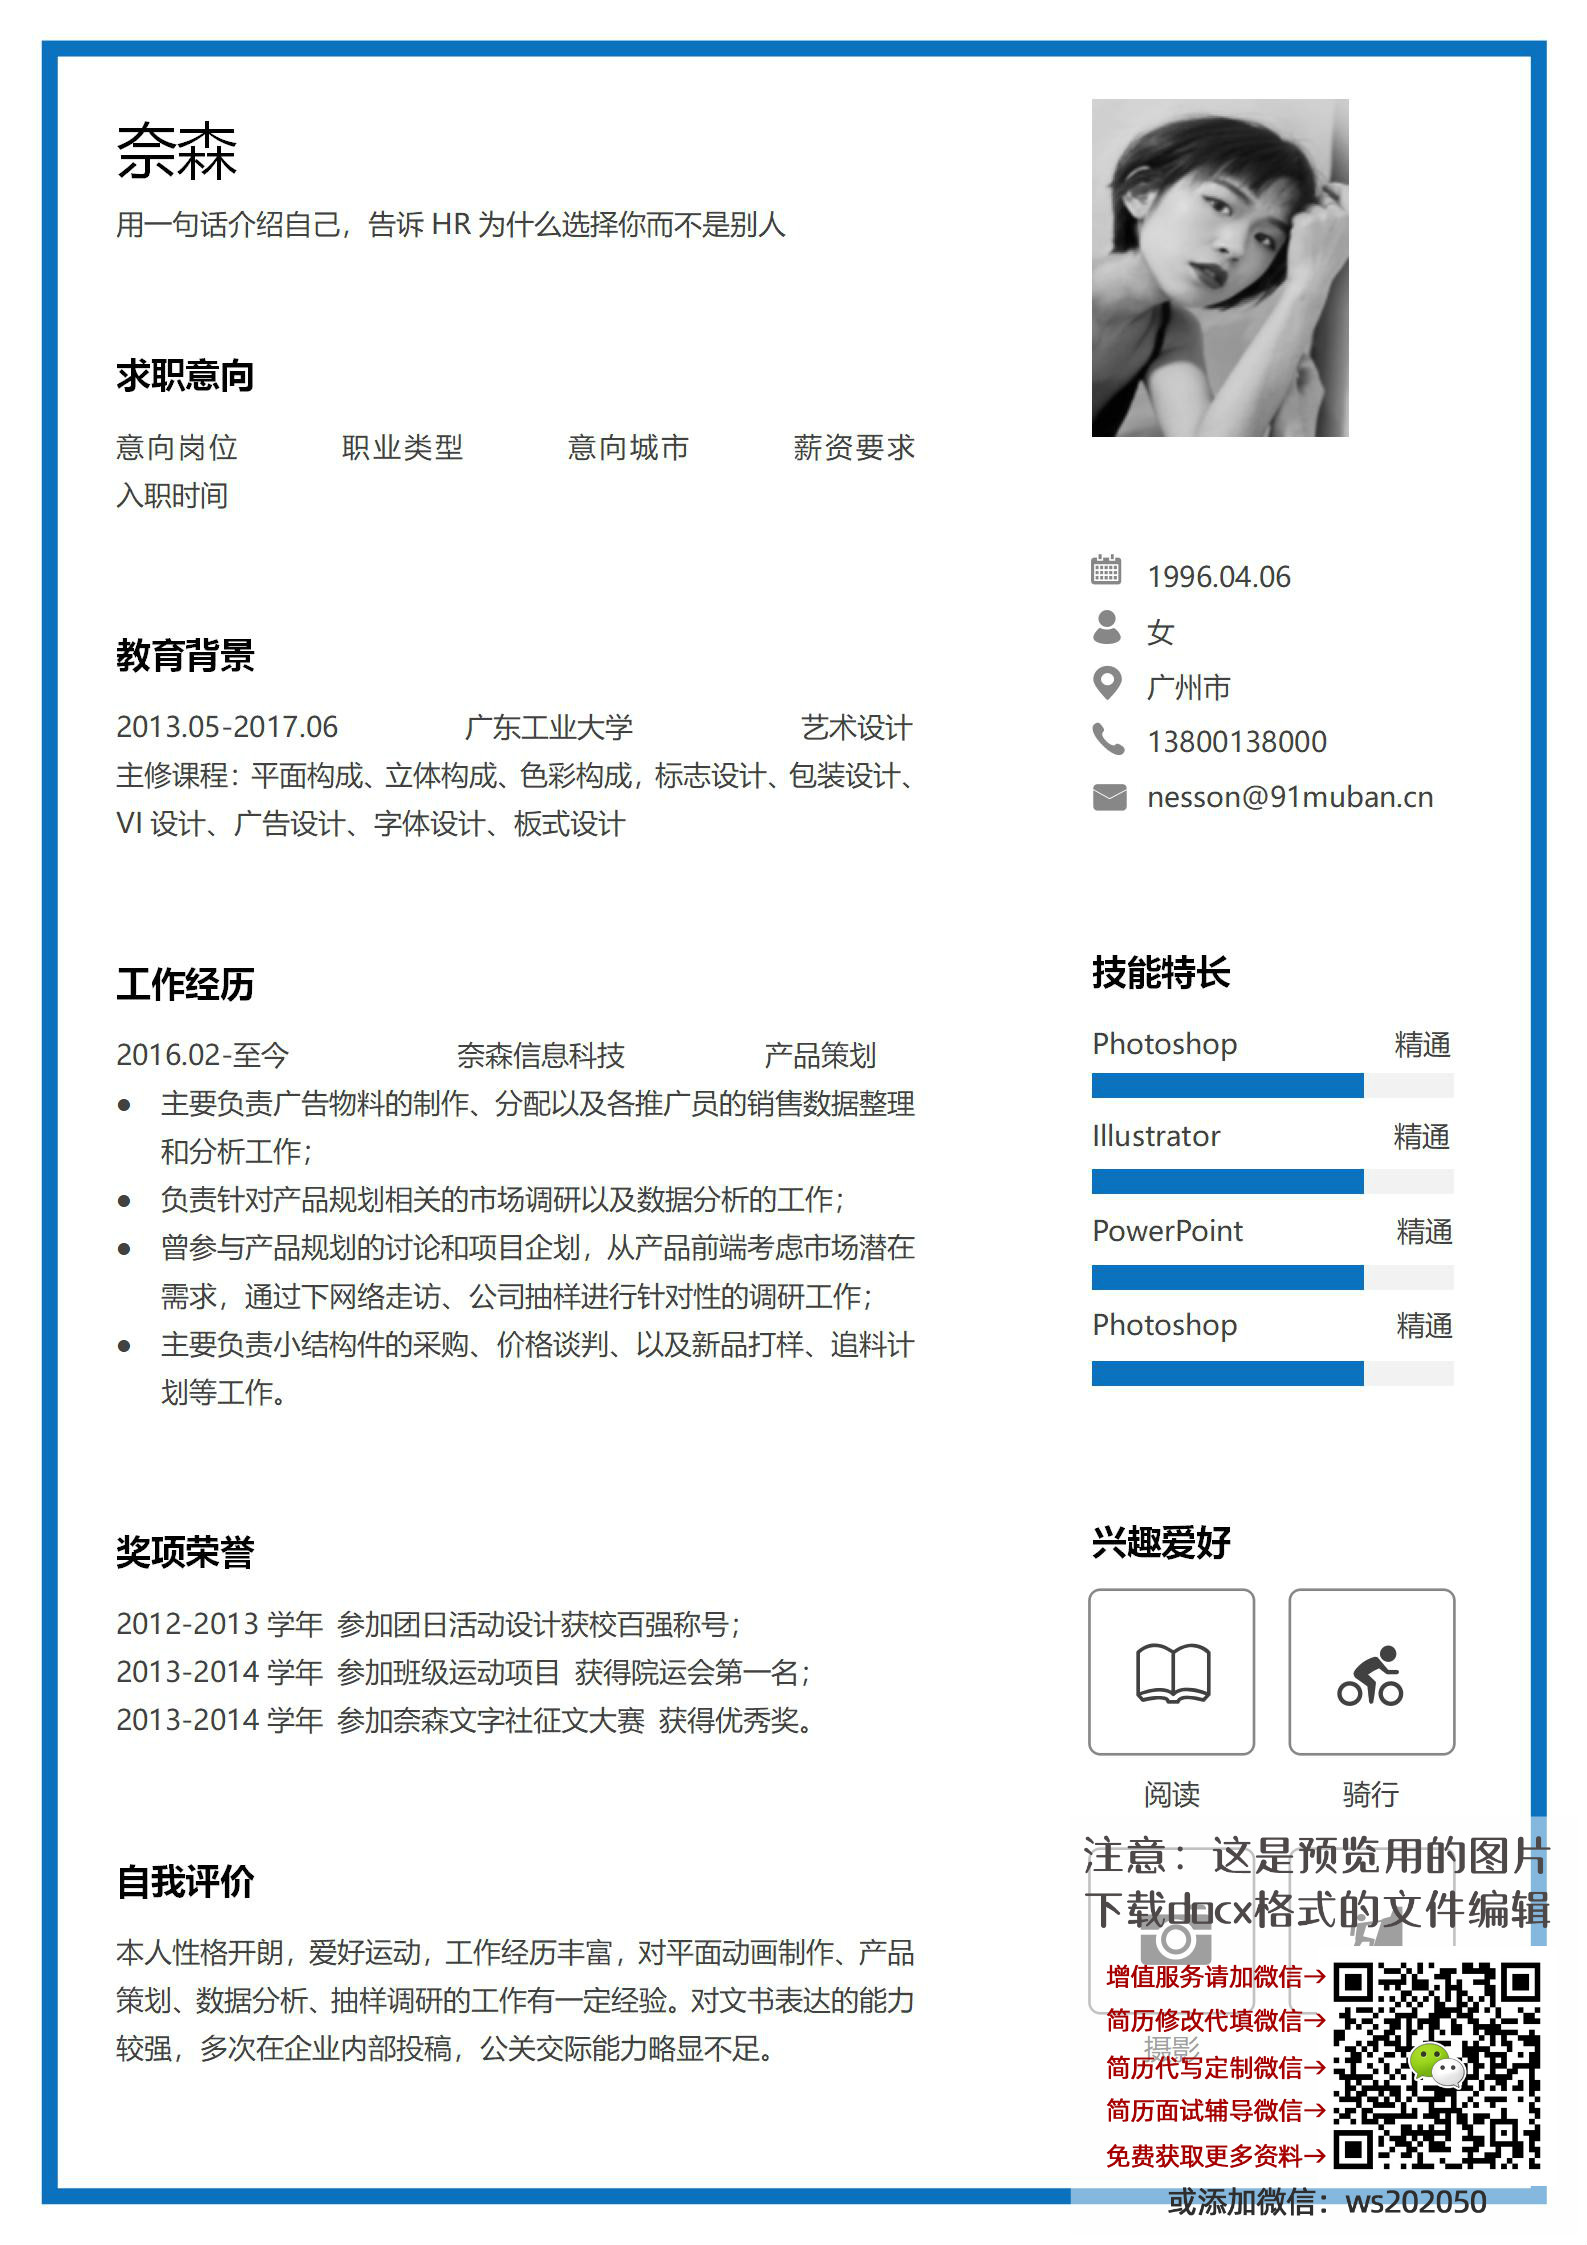 奈森
用一句话介绍自己，告诉 HR 为什么选择你而不是别人
求职意向
意向岗位 职业类型 意向城市 薪资要求
入职时间
教育背景
2013.05-2017.06 广东工业大学 艺术设计
主修课程：平面构成、立体构成、色彩构成，标志设计、包装设计、
VI 设计、广告设计、字体设计、板式设计
工作经历
2016.02-至今 奈森信息科技 产品策划
● 主要负责广告物料的制作、分配以及各推广员的销售数据整理
和分析工作；
● 负责针对产品规划相关的市场调研以及数据分析的工作；
● 曾参与产品规划的讨论和项目企划，从产品前端考虑市场潜在
需求，通过下网络走访、公司抽样进行针对性的调研工作；
● 主要负责小结构件的采购、价格谈判、以及新品打样、追料计
划等工作。
奖项荣誉
2012-2013 学年 参加团日活动设计获校百强称号；
2013-2014 学年 参加班级运动项目 获得院运会第一名；
2013-2014 学年 参加奈森文字社征文大赛 获得优秀奖。
自我评价
本人性格开朗，爱好运动，工作经历丰富，对平面动画制作、产品
策划、数据分析、抽样调研的工作有一定经验。对文书表达的能力
较强，多次在企业内部投稿，公关交际能力略显不足。
1996.04.06
女
广州市
13800138000
nesson@91muban.cn
技能特长
Photoshop 精通
Illustrator 精通
PowerPoint 精通
Photoshop 精通
兴趣爱好
阅读 骑行
注意：这是预览用的图片
下载docx格式的文件编辑
增值服务请加微信→
简历修改代填微信→
摄影
简历代写定制微信→
简历面试辅导微信→
免费获取更多资料→
或添加微信：ws202050